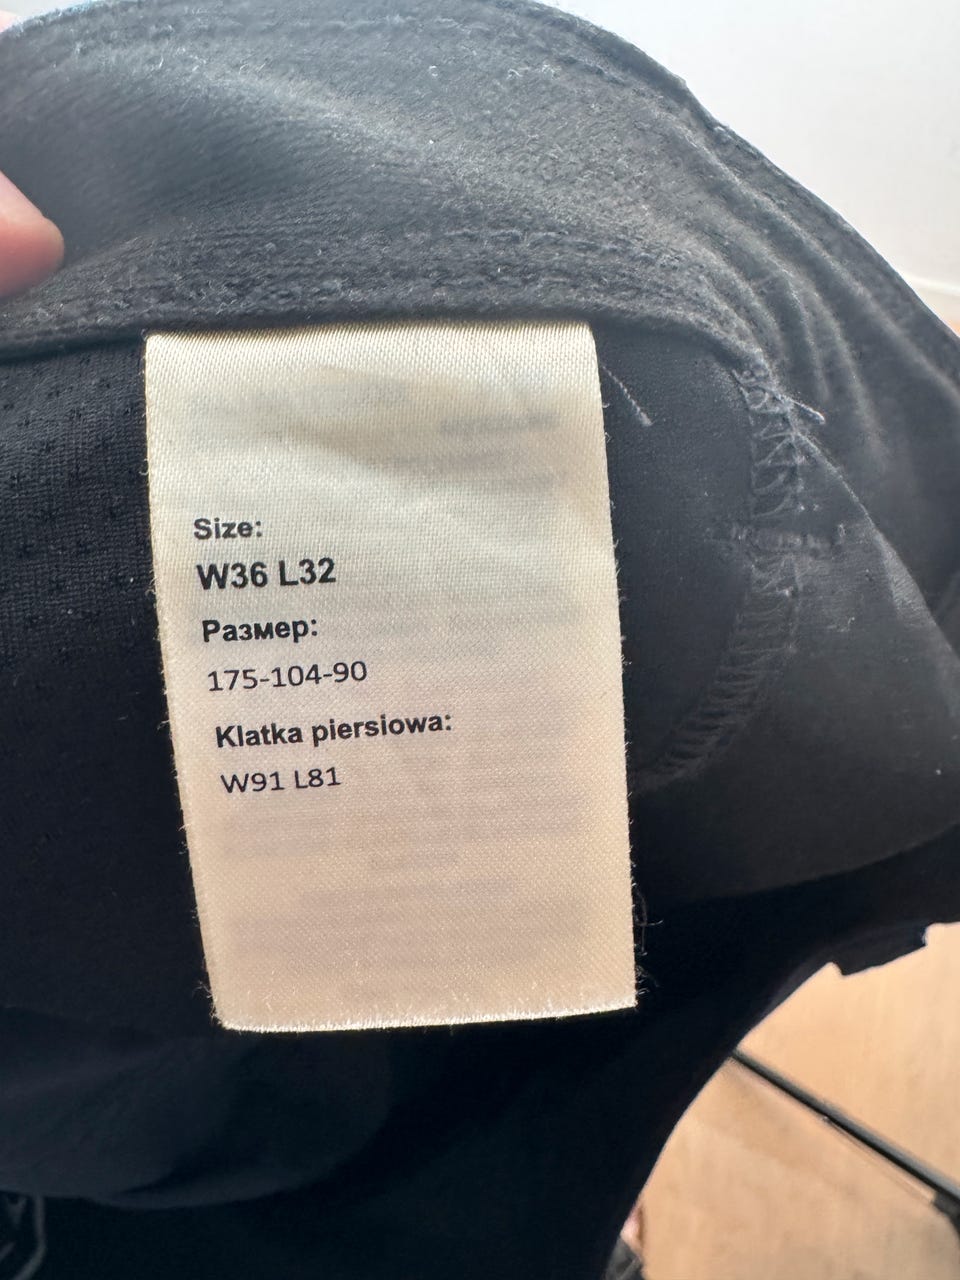 Size:
W36 L32
Размер:
175-104-90
Klatka piersiowa:
W91 L81